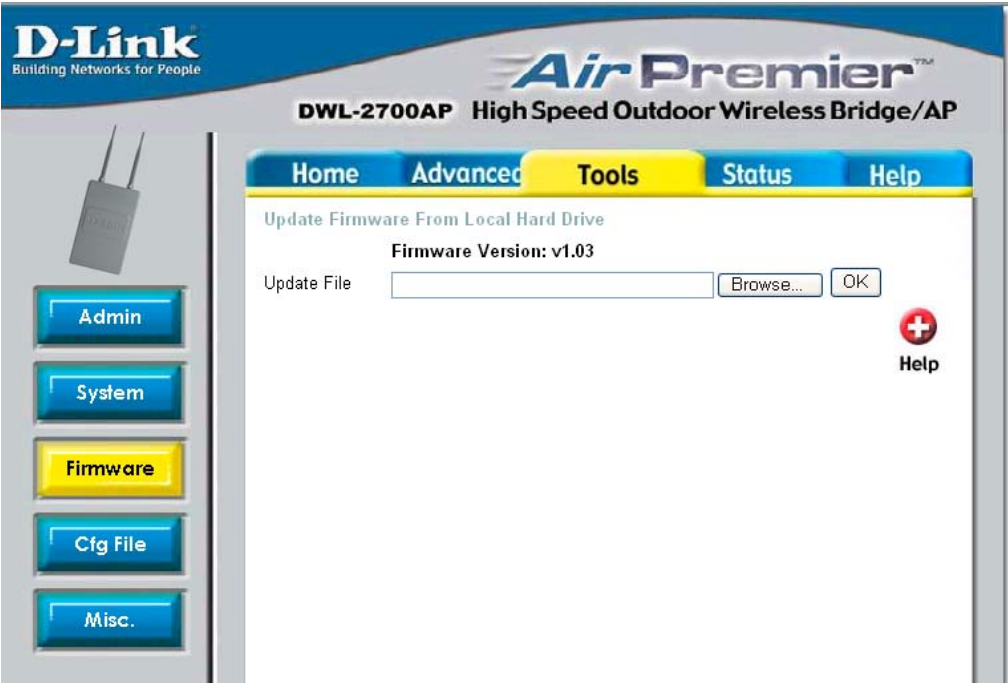 D-Link
Building Networks for People
AirPremier™
DWL-2700AP High Speed Outdoor Wireless Bridge/AP
Home Advanced Tools Status Help
Update Firmware From Local Hard Drive
Firmware Version: v1.03
Update File Browse... OK
Help
Admin
System
Firmware
Cfg File
Misc.